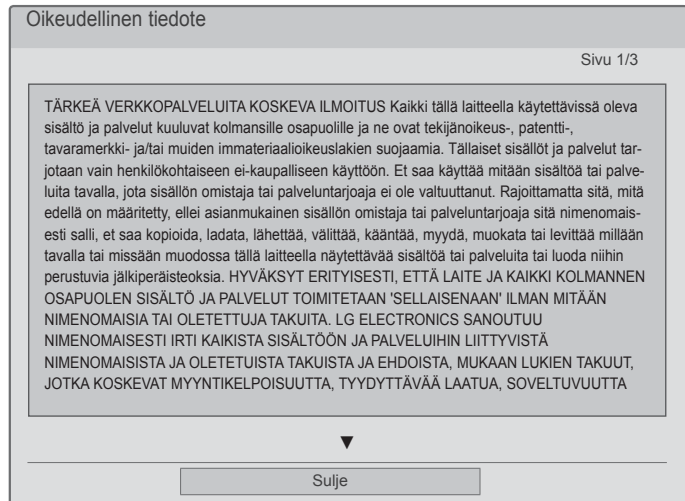 Oikeudellinen tiedote
Sivu 1/3
TÄRKEÄ VERKKOPALVELUITA KOSKEVA ILMOITUS Kaikki tällä laitteella käytettävissä oleva
sisältö ja palvelut kuuluvat kolmansille osapuolille ja ne ovat tekijänoikeus-, patentti-,
tavaramerkki- ja/tai muiden immateriaalioikeuslakien suojaamia. Tällaiset sisällöt ja palvelut tar-
jotaan vain henkilökohtaiseen ei-kaupalliseen käyttöön. Et saa käyttää mitään sisältöä tai palve-
luita tavalla, jota sisällön omistaja tai palveluntarjoaja ei ole valtuuttanut. Rajoittamatta sitä, mitä
edellä on määritetty, ellei asianmukainen sisällön omistaja tai palveluntarjoaja sitä nimenomais-
esti salli, et saa kopioida, ladata, lähettää, välittää, kääntää, myydä, muokata tai levittää millään
tavalla tai missään muodossa tällä laitteella näytettävää sisältöä tai palveluita tai luoda niihin
perustuvia jälkiperäisteoksia. HYVÄKSYT ERITYISESTI, ETTÄ LAITE JA KAIKKI KOLMANNEN
OSAPUOLEN SISÄLTÖ JA PALVELUT TOIMITETAAN 'SELLAISENAAN' ILMAN MITÄÄN
NIMENOMAISIA TAI OLETETTUJA TAKUITA. LG ELECTRONICS SANOUTUU
NIMENOMAISESTI IRTI KAIKISTA SISÄLTÖÖN JA PALVELUIHIN LIITTYVISTÄ
NIMENOMAISISTA JA OLETETUISTA TAKUISTA JA EHDOISTA, MUKAAN LUKIEN TAKUUT,
JOTKA KOSKEVAT MYYNTIKELPOISUUTTA, TYYDYTTÄVÄÄ LAATUA, SOVELTUVUUTTA
▼
Sulje